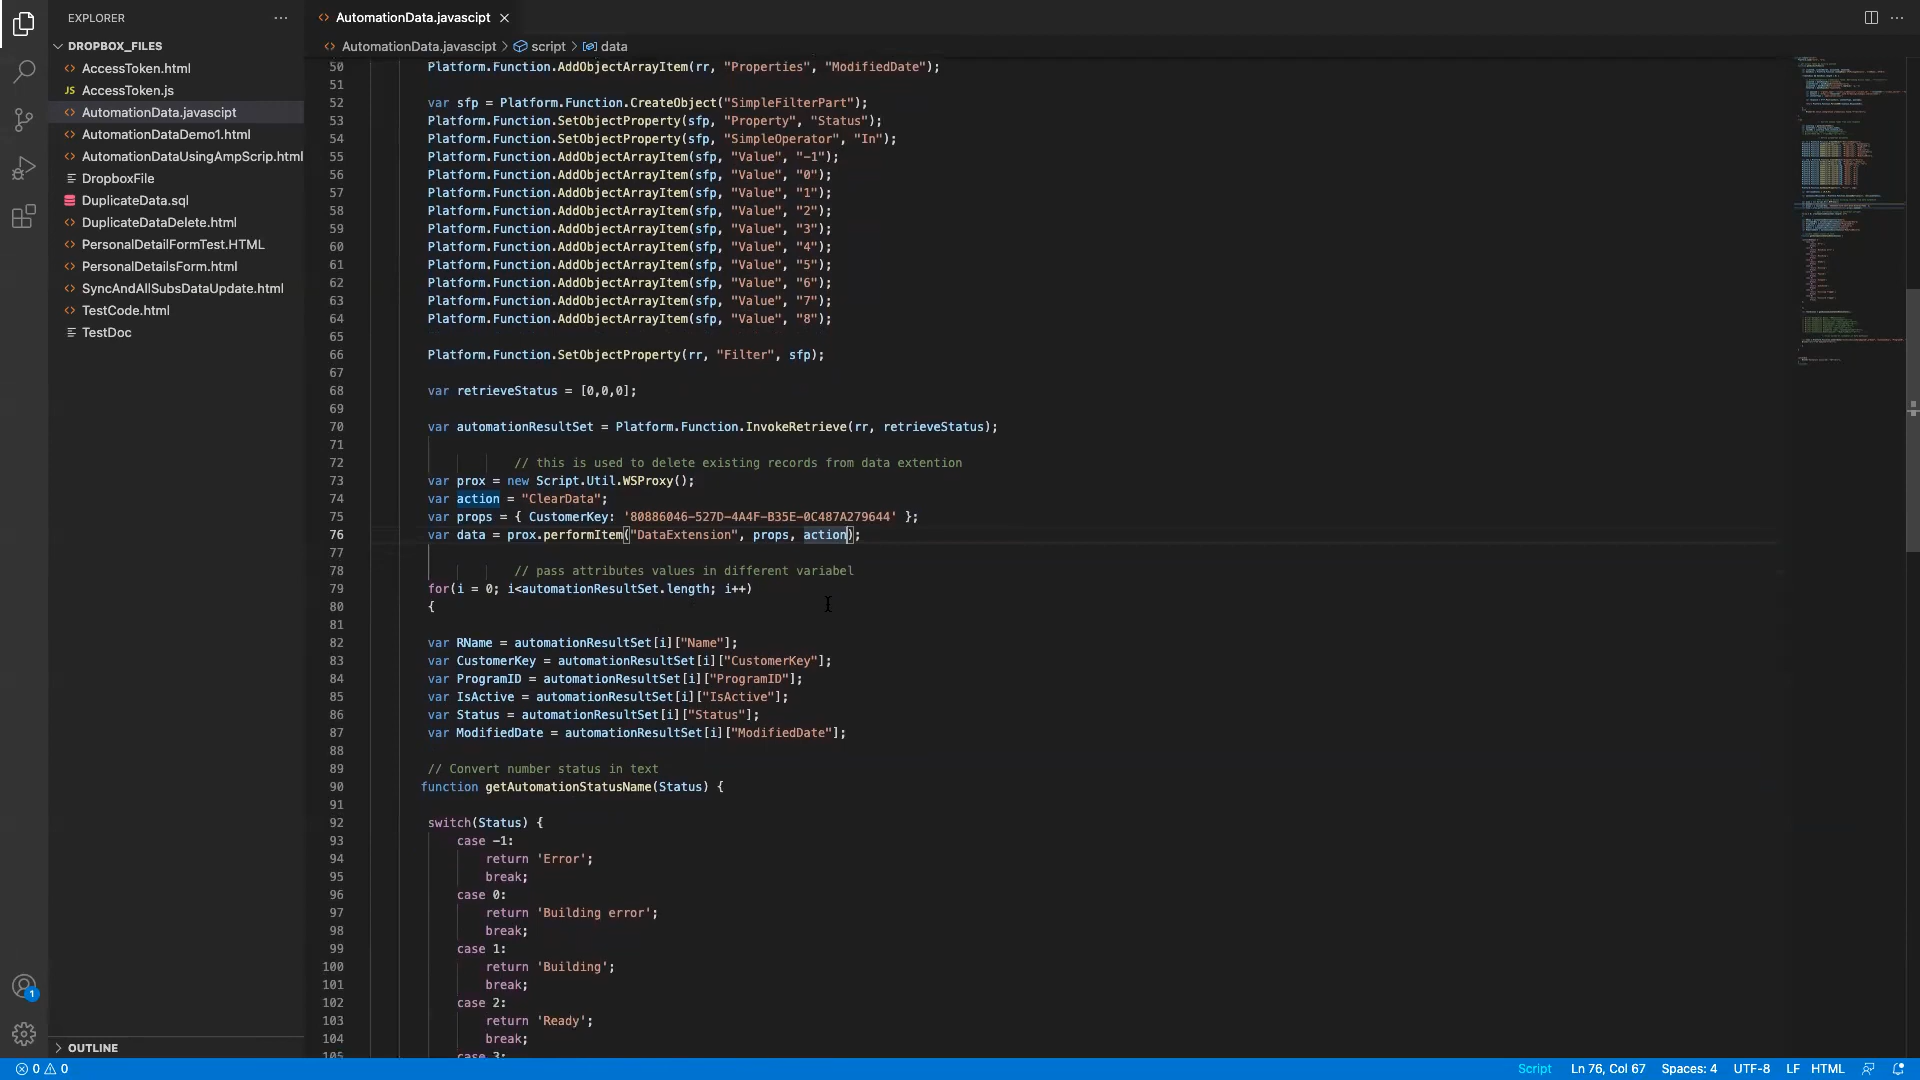 EXPLORER
DROPBOX_FILES
AccessToken.html
JS AccessToken.js
AutomationData.javascipt
AutomationDataDemo1.html
AutomationDataUsingAmpScrip.html
DropboxFile
DuplicateData.sql
DuplicateDataDelete.html
PersonalDetailFormTest.HTML
PersonalDetailsForm.html
SyncAndAllSubsDataUpdate.html
TestCode.html
TestDoc
OUTLINE
1
AutomationData.javascipt
AutomationData.javascipt > script > data
50 Platform.Function.AddObjectArrayItem(rr, "Properties", "ModifiedDate");
51
52 var sfp = Platform.Function.CreateObject("SimpleFilterPart");
53 Platform.Function.SetObjectProperty(sfp, "Property", "Status");
54 Platform.Function.SetObjectProperty(sfp, "SimpleOperator", "In");
55 Platform.Function.AddObjectArrayItem(sfp, "Value", "-1");
56 Platform.Function.AddObjectArrayItem(sfp, "Value", "0");
57 Platform.Function.AddObjectArrayItem(sfp, "Value", "1");
58 Platform.Function.AddObjectArrayItem(sfp, "Value", "2");
59 Platform.Function.AddObjectArrayItem(sfp, "Value", "3");
60 Platform.Function.AddObjectArrayItem(sfp, "Value", "4");
61 Platform.Function.AddObjectArrayItem(sfp, "Value", "5");
62 Platform.Function.AddObjectArrayItem(sfp, "Value", "6");
63 Platform.Function.AddObjectArrayItem(sfp, "Value", "7");
64 Platform.Function.AddObjectArrayItem(sfp, "Value", "8");
65
66 Platform.Function.SetObjectProperty(rr, "Filter", sfp);
67
68 var retrieveStatus = [0,0,0];
69
70 var automationResultSet = Platform.Function.InvokeRetrieve(rr, retrieveStatus);
71
72 // this is used to delete existing records from data extention
73 var prox = new Script.Util.WSProxy();
74 var action = "ClearData";
75 var props = { CustomerKey: '80886046-527D-4A4F-B35E-0C487A279644' };
76 var data = prox.performItem("DataExtension", props, action);
77
78 // pass attributes values in different variabel
79 for(i = 0; i<automationResultSet.length; i++)
80 {
81
82 var RName = automationResultSet[i]["Name"];
83 var CustomerKey = automationResultSet[i]["CustomerKey"];
84 var ProgramID = automationResultSet[i]["ProgramID"];
85 var IsActive = automationResultSet[i]["IsActive"];
86 var Status = automationResultSet[i]["Status"];
87 var ModifiedDate = automationResultSet[i]["ModifiedDate"];
88
89 // Convert number status in text
90 function getAutomationStatusName(Status) {
91
92 switch(Status) {
93 case -1:
94 return 'Error';
95 break;
96 case 0:
97 return 'Building error';
98 break;
99 case 1:
100 return 'Building';
101 break;
102 case 2:
103 return 'Ready';
104 break;
105 case 3:
0 0 Script Ln 76, Col 67 Spaces: 4 UTF-8 LF HTML